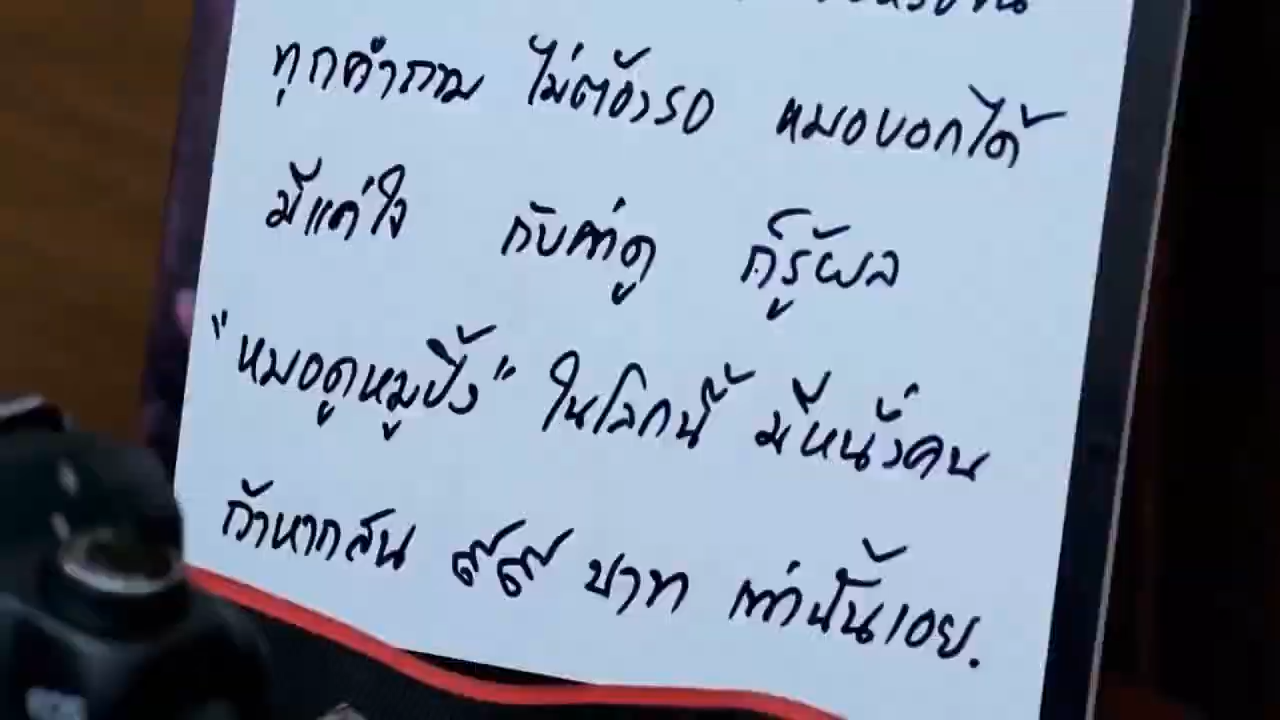 ทุกคำถาม ไม่ต้องรอ หมอบอกได้
มีแค่ใจ กับค่าดู ก็รู้ผล
"หมอดูหมูปิ้ง" ในโลกนี้ มีหนึ่งคน
ถ้าหากสน ๙๙ บาท เท่านั้นเอย.